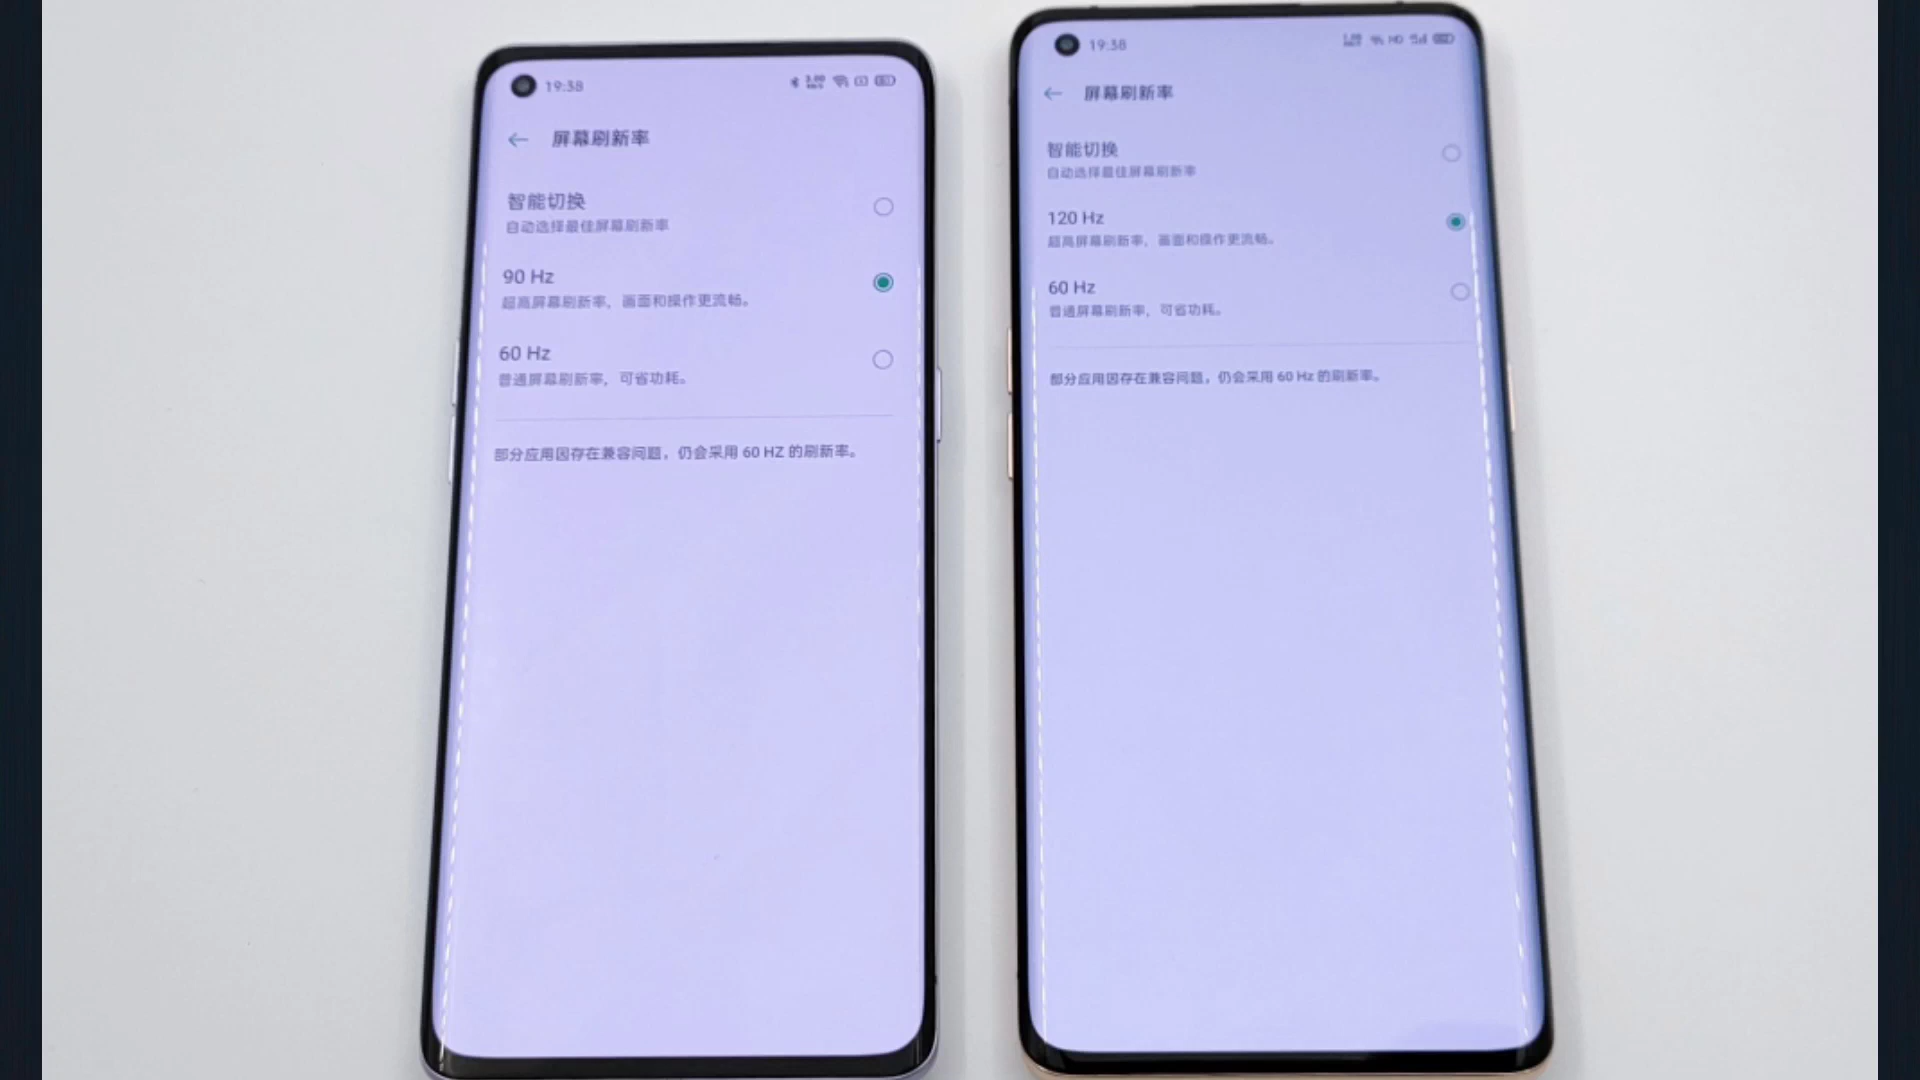 19:38
屏幕刷新率
智能切换
自动选择最佳屏幕刷新率
90 Hz
超高屏幕刷新率，画面和操作更流畅。
60 Hz
普通屏幕刷新率，可省功耗。
部分应用因存在兼容问题，仍会采用 60 HZ 的刷新率。
19:38
屏幕刷新率
智能切换
自动选择最佳屏幕刷新率
120 Hz
超高屏幕刷新率，画面和操作更流畅。
60 Hz
普通屏幕刷新率，可省功耗。
部分应用因存在兼容问题，仍会采用 60 Hz 的刷新率。